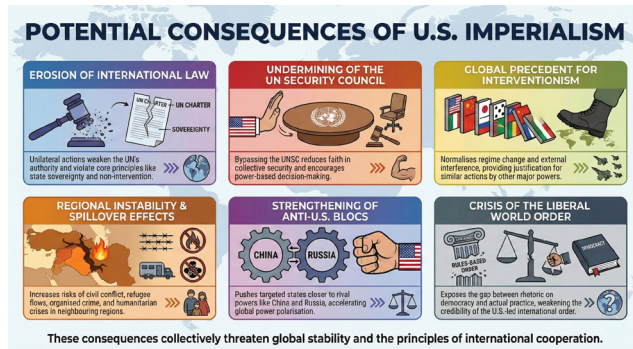 POTENTIAL CONSEQUENCES OF U.S. IMPERIALISM
EROSION OF INTERNATIONAL LAW
UN CHARTER
UN CHARTER
SOVEREIGNTY
Unilateral actions weaken the UN's
authority and violate core principles like
state sovereignty and non-intervention.
UNDERMINING OF THE
UN SECURITY COUNCIL
Bypassing the UNSC reduces faith in
collective security and encourages
power-based decision-making.
GLOBAL PRECEDENT FOR
INTERVENTIONISM
Normalises regime change and external
interference, providing justification for
similar actions by other major powers.
REGIONAL INSTABILITY &
SPILLOVER EFFECTS
Increases risks of civil conflict, refugee
flows, organised crime, and humanitarian
crises in neighbouring regions.
STRENGTHENING OF
ANTI-U.S. BLOCS
CHINA
RUSSIA
Pushes targeted states closer to rival
powers like China and Russia, accelerating
global power polarisation.
CRISIS OF THE LIBERAL
WORLD ORDER
RULES-BASED
ORDER
DEMOCRACY
Exposes the gap between rhetoric on
democracy and actual practice, weakening the
credibility of the U.S.-led international order.
These consequences collectively threaten global stability and the principles of international cooperation.